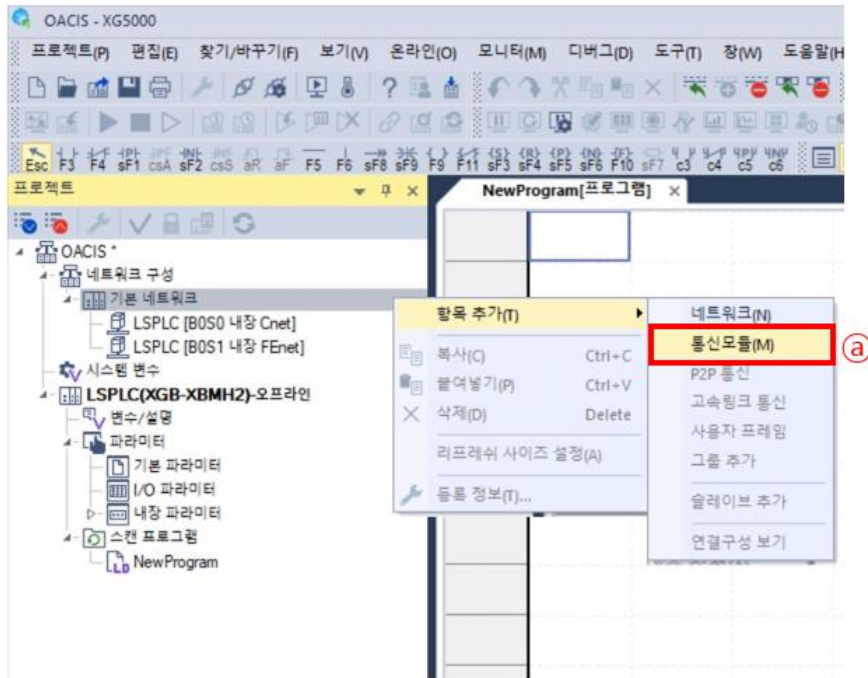 OACIS - XG5000
프로젝트(P) 편집(E) 찾기/바꾸기(F) 보기(V) 온라인(O) 모니터(M) 디버그(D) 도구(T) 창(W) 도움말(H
Esc F3 F4 sF1 csA sF2 csS aR aF F5 F6 sF8 sF9 F9 F11 sF3 sF4 sF5 sF6 F10 sF7 c3 c4 c5 c6
프로젝트
NewProgram[프로그램]
OACIS *
네트워크 구성
기본 네트워크
LSPLC [B0S0 내장 Cnet]
LSPLC [B0S1 내장 FEnet]
시스템 변수
LSPLC(XGB-XBMH2)-오프라인
변수/설명
파라미터
기본 파라미터
I/O 파라미터
내장 파라미터
스캔 프로그램
NewProgram
항목 추가(T)
복사(C) Ctrl+C
붙여넣기(P) Ctrl+V
삭제(D) Delete
리프레쉬 사이즈 설정(A)
등록 정보(T)...
네트워크(N)
통신모듈(M)
ⓐ
P2P 통신
고속링크 통신
사용자 프레임
그룹 추가
슬레이브 추가
연결구성 보기